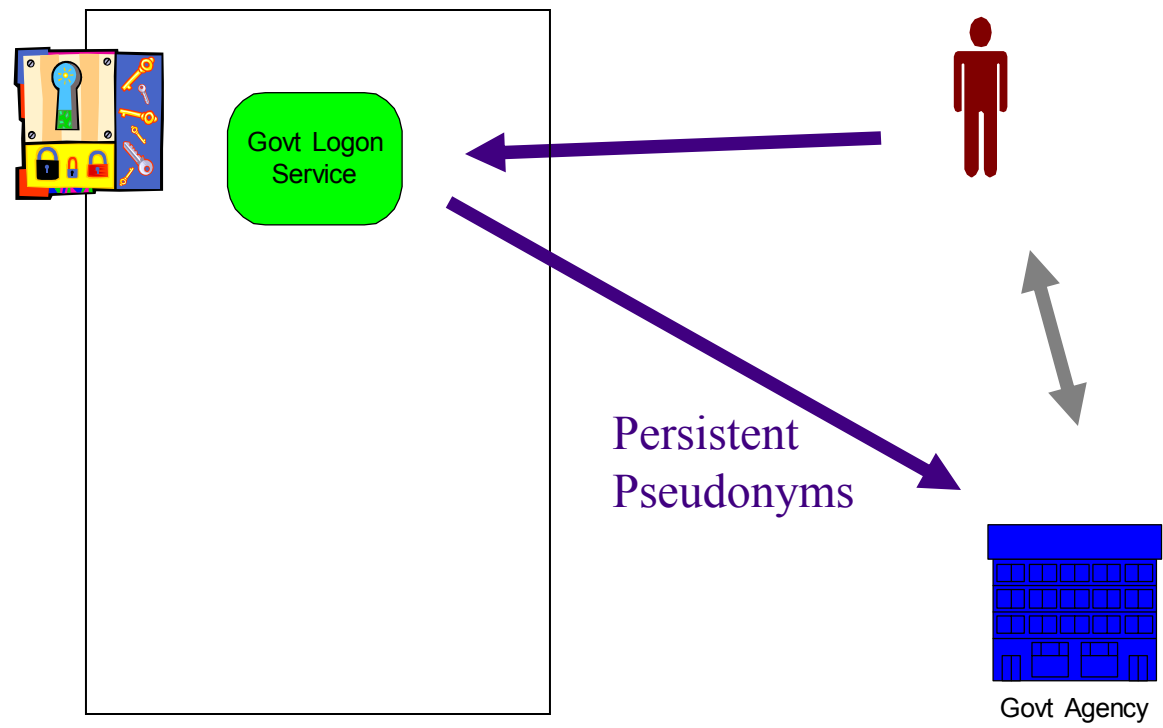 Govt Logon
Service
Persistent
Pseudonyms
Govt Agency